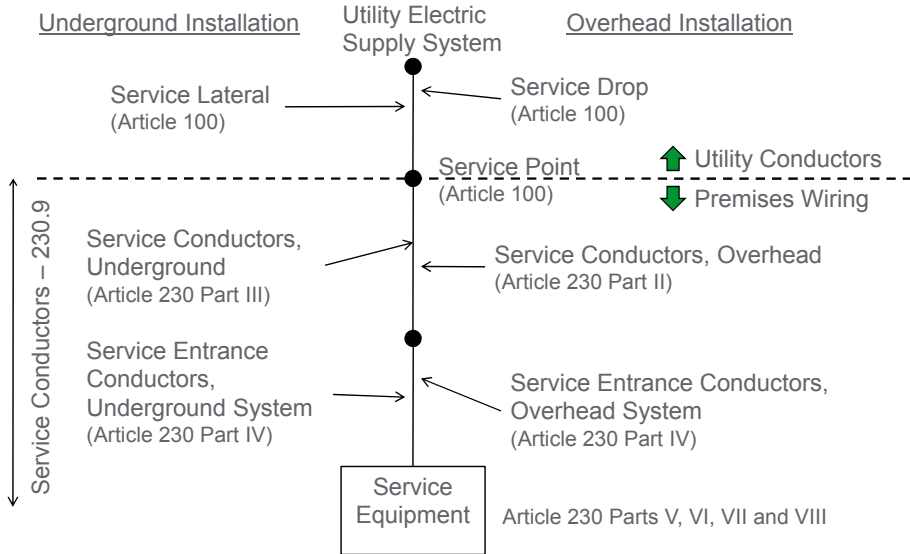 Underground Installation
Utility Electric
Supply System
Overhead Installation
Service Lateral
(Article 100)
Service Drop
(Article 100)
Service Point
(Article 100)
Utility Conductors
Premises Wiring
Service Conductors – 230.9
Service Conductors,
Underground
(Article 230 Part III)
Service Conductors, Overhead
(Article 230 Part II)
Service Entrance
Conductors,
Underground System
(Article 230 Part IV)
Service Entrance Conductors,
Overhead System
(Article 230 Part IV)
Service
Equipment
Article 230 Parts V, VI, VII and VIII